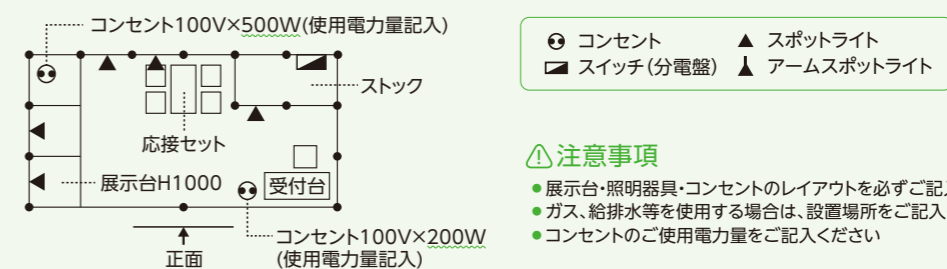 コンセント100V×500W(使用電力量記入)
ストック
応接セット
展示台H1000
受付台
コンセント100V×200W
(使用電力量記入)
正面
コンセント
スポットライト
スイッチ(分電盤)
アームスポットライト
注意事項
●展示台・照明器具・コンセントのレイアウトを必ずご記入
●ガス、給排水等を使用する場合は、設置場所をご記入
●コンセントのご使用電力量をご記入ください